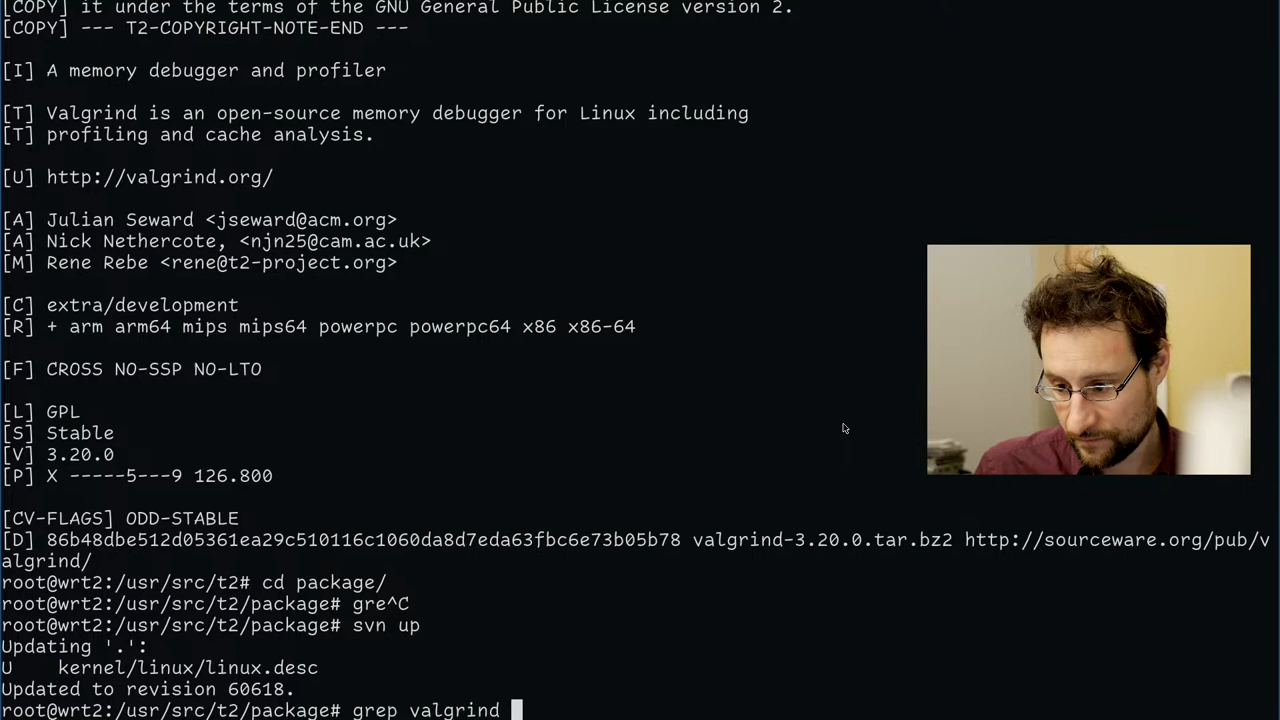 [COPY] it under the terms of the GNU General Public License version 2.
[COPY] --- T2-COPYRIGHT-NOTE-END ---
[I] A memory debugger and profiler
[T] Valgrind is an open-source memory debugger for Linux including
[T] profiling and cache analysis.
[U] http://valgrind.org/
[A] Julian Seward <jseward@acm.org>
[A] Nick Nethercote, <njn25@cam.ac.uk>
[M] Rene Rebe <rene@t2-project.org>
[C] extra/development
[R] + arm arm64 mips mips64 powerpc powerpc64 x86 x86-64
[F] CROSS NO-SSP NO-LTO
[L] GPL
[S] Stable
[V] 3.20.0
[P] X -----5---9 126.800
[CV-FLAGS] ODD-STABLE
[D] 86b48dbe512d05361ea29c510116c1060da8d7eda63fbc6e73b05b78 valgrind-3.20.0.tar.bz2 http://sourceware.org/pub/v
algrind/
root@wrt2:/usr/src/t2# cd package/
root@wrt2:/usr/src/t2/package# gre^C
root@wrt2:/usr/src/t2/package# svn up
Updating '.':
U    kernel/linux/linux.desc
Updated to revision 60618.
root@wrt2:/usr/src/t2/package# grep valgrind